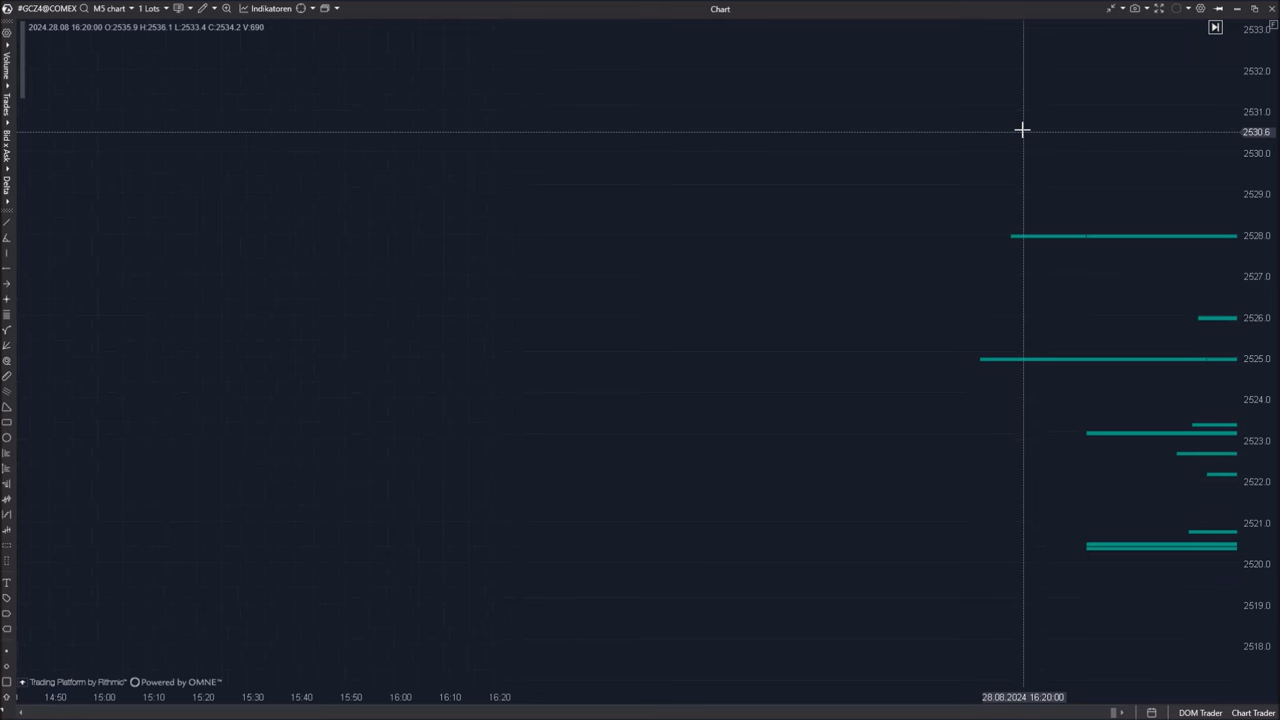 #GCZ4@COMEX M5 chart 1 Lots Indikatoren Chart
2024.28.08 16:20:00 O:2535.9 H:2536.1 L:2533.4 C:2534.2 V:690
F
2533.0
2532.0
2531.0
2530.6
2530.0
2529.0
2528.0
2527.0
2526.0
2525.0
2524.0
2523.0
2522.0
2521.0
2520.0
2519.0
2518.0
Volume
Trades
Bid x Ask
Delta
T
Trading Platform by Rithmic™ Powered by OMNE™
14:50 15:00 15:10 15:20 15:30 15:40 15:50 16:00 16:10 16:20 28.08.2024 16:20:00
DOM Trader Chart Trader